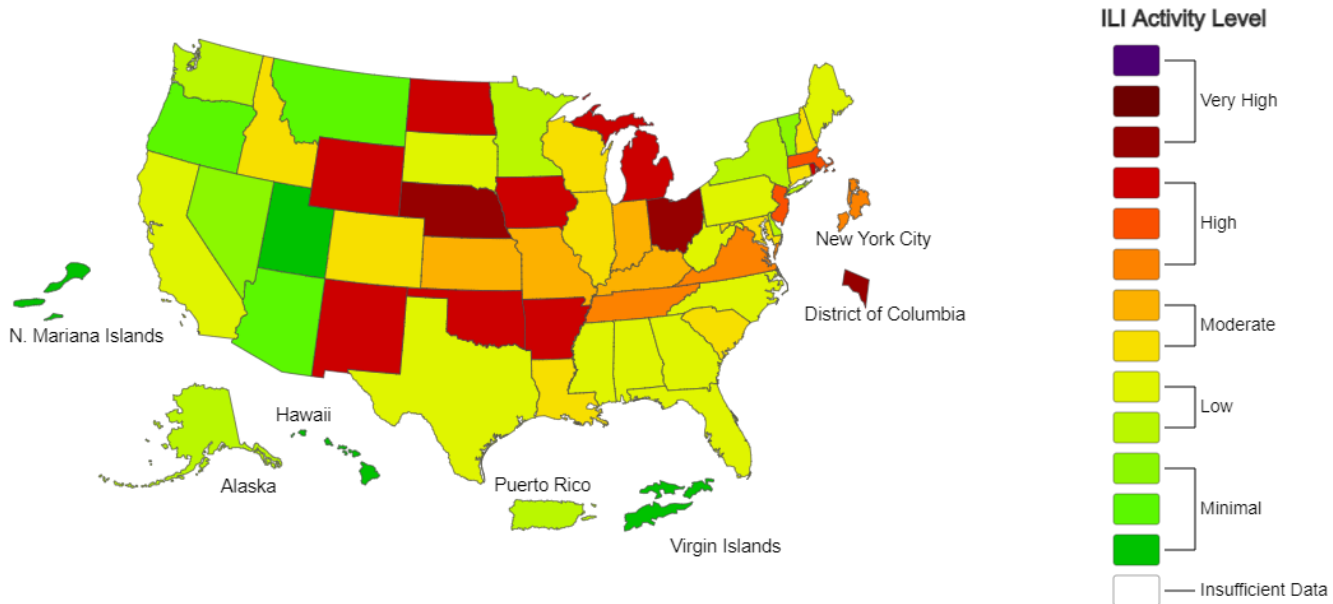 ILI Activity Level
Very High
High
New York City
Moderate
District of Columbia
N. Mariana Islands
Low
Hawaii
Alaska
Puerto Rico
Minimal
Virgin Islands
Insufficient Data